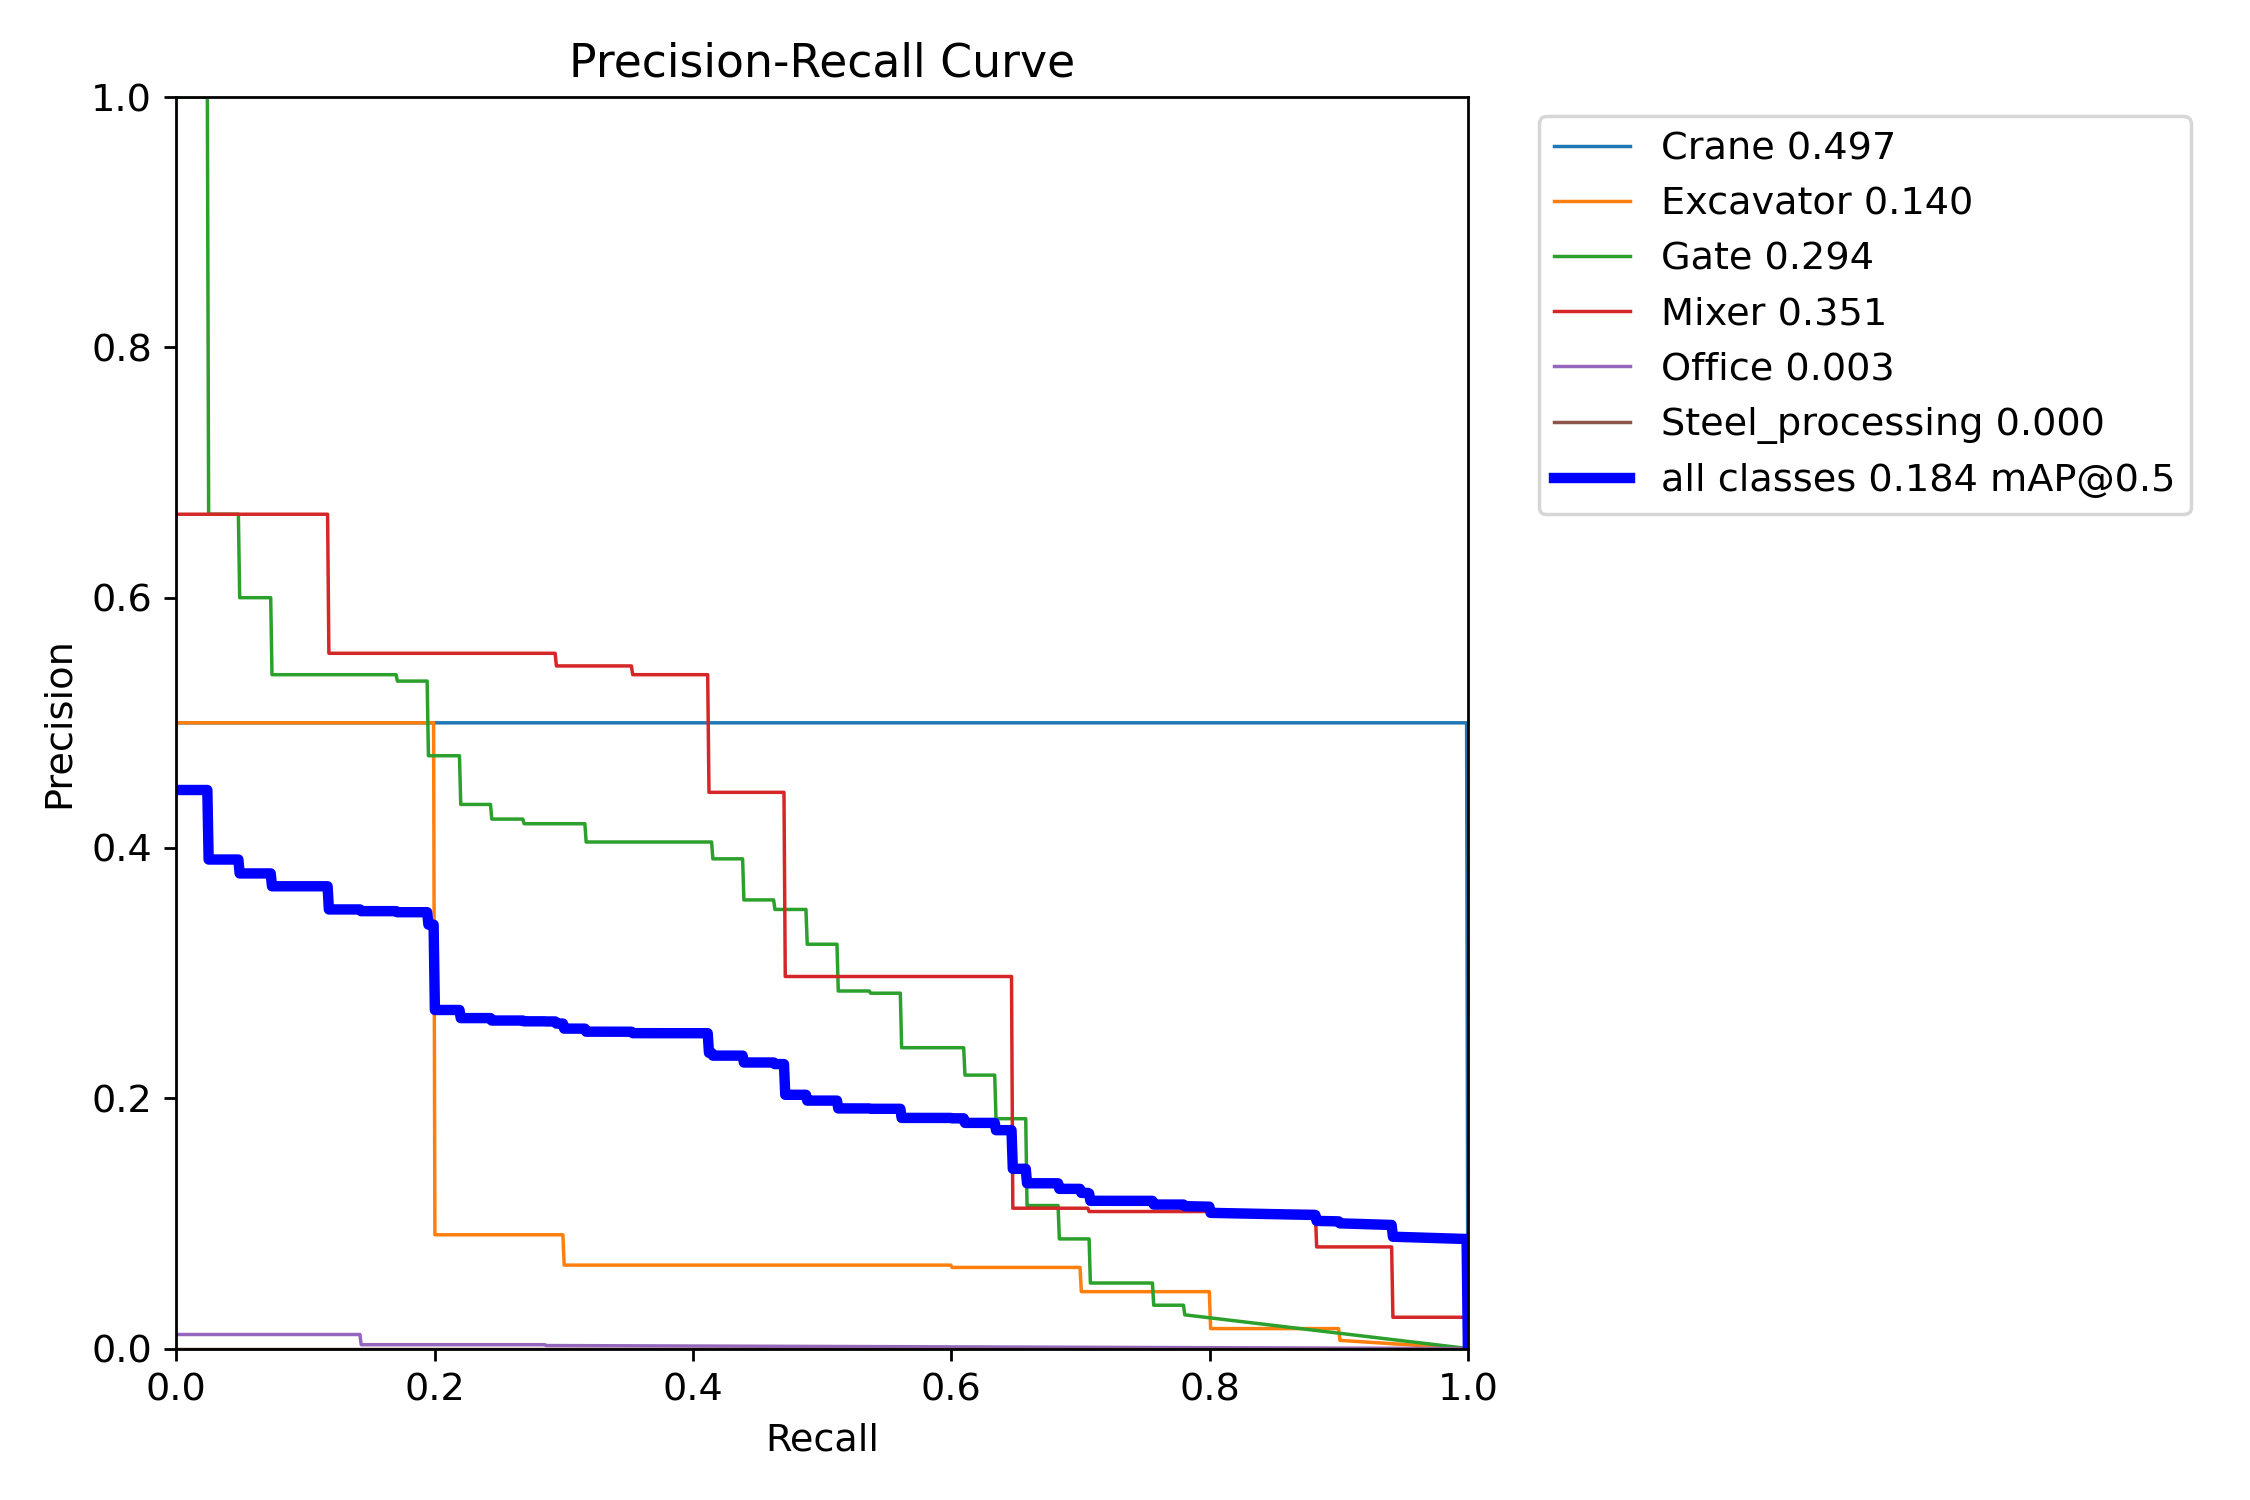 Precision-Recall Curve
1.0
0.8
0.6
0.4
0.2
0.0
Precision
0.0 0.2 0.4 0.6 0.8 1.0
Recall
Crane 0.497
Excavator 0.140
Gate 0.294
Mixer 0.351
Office 0.003
Steel_processing 0.000
all classes 0.184 mAP@0.5